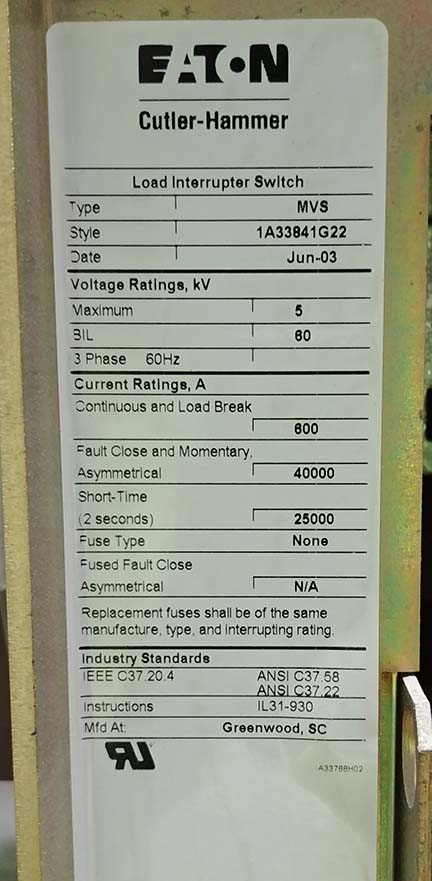 EATON
Cutler-Hammer
Load Interrupter Switch
Type MVS
Style 1A33841G22
Date Jun-03
Voltage Ratings, kV
Maximum 5
BIL 60
3 Phase 60Hz
Current Ratings, A
Continuous and Load Break
600
Fault Close and Momentary,
Asymmetrical 40000
Short-Time
(2 seconds) 25000
Fuse Type None
Fused Fault Close
Asymmetrical N/A
Replacement fuses shall be of the same
manufacture, type, and interrupting rating.
Industry Standards
IEEE C37.20.4 ANSI C37.58
ANSI C37.22
Instructions IL31-930
Mfd At: Greenwood, SC
RU
1A33788H02